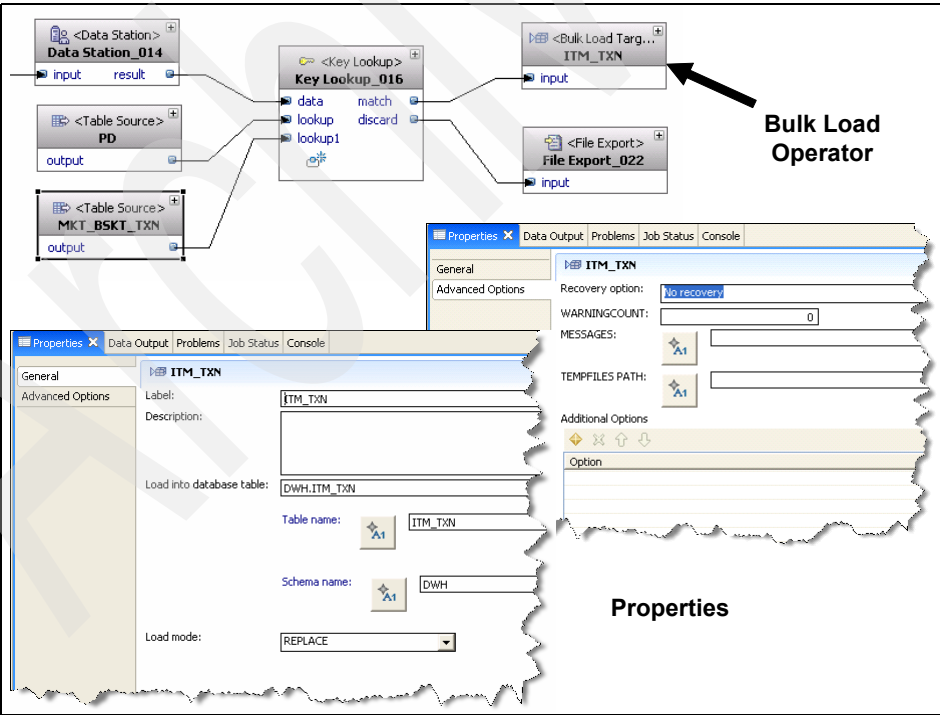 <Data Station>
Data Station_014
input result
<Table Source>
PD
output
<Table Source>
MKT_BSKT_TXN
output
<Key Lookup>
Key Lookup_016
data match
lookup discard
lookup1
<Bulk Load Targ...
ITM_TXN
input
<File Export>
File Export_022
input
Bulk Load
Operator
Properties Data Output Problems Job Status Console
General
Advanced Options
ITM_TXN
Recovery option: No recovery
WARNINGCOUNT: 0
MESSAGES:
TEMPFILES PATH:
Additional Options
Option
Properties Data Output Problems Job Status Console
General
Advanced Options
ITM_TXN
Label: ITM_TXN
Description:
Load into database table: DWH.ITM_TXN
Table name: ITM_TXN
Schema name: DWH
Load mode: REPLACE
Properties